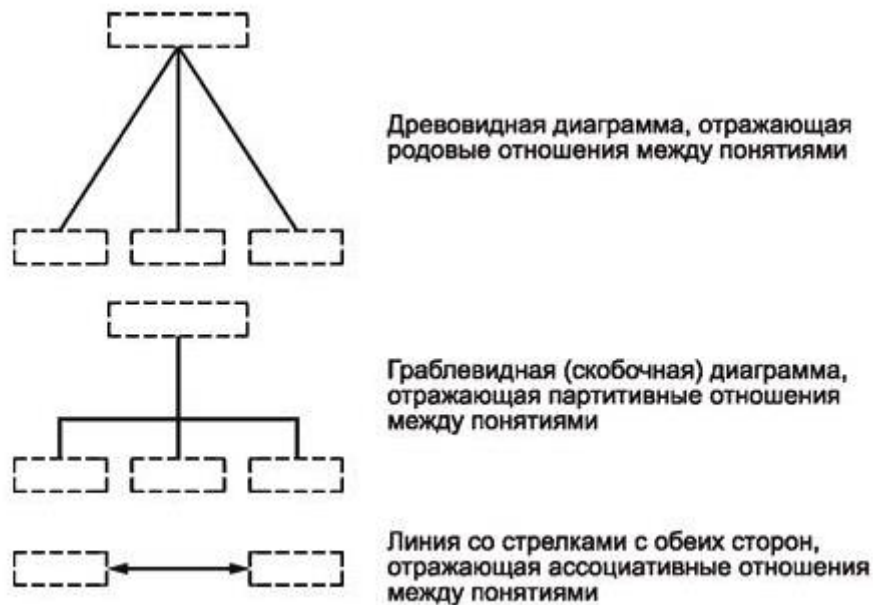 Древовидная диаграмма, отражающая
родовые отношения между понятиями
Граблевидная (скобочная) диаграмма,
отражающая партитивные отношения
между понятиями
Линия со стрелками с обеих сторон,
отражающая ассоциативные отношения
между понятиями